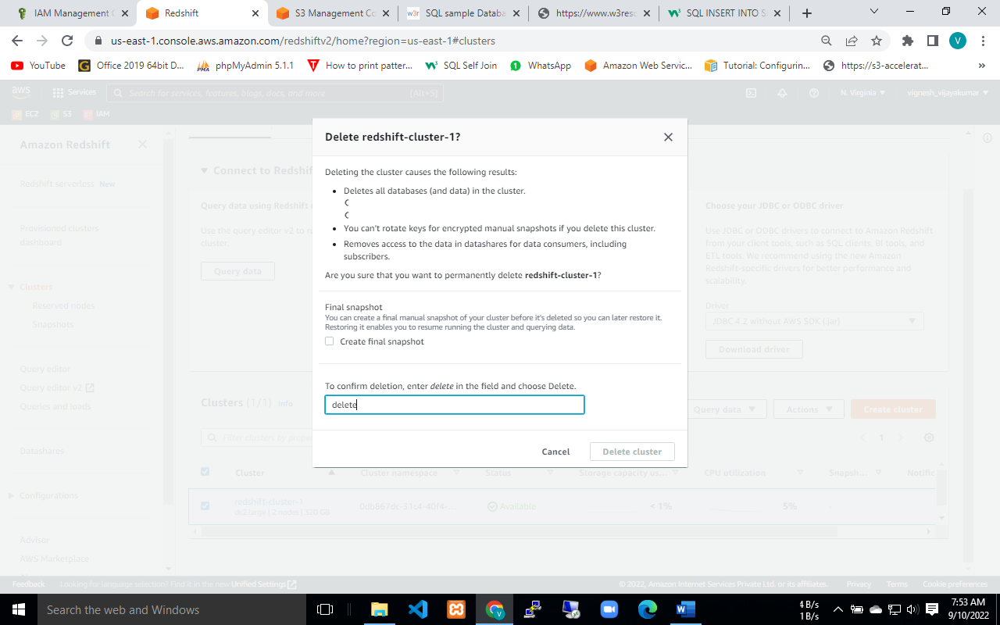 IAM Management C
Redshift
S3 Management Co
w3r
SQL sample Databa
https://www.w3reso
SQL INSERT INTO S
us-east-1.console.aws.amazon.com/redshiftv2/home?region=us-east-1#clusters
V
YouTube
Office 2019 64bit D...
phpMyAdmin 5.1.1
How to print patter...
SQL Self Join
WhatsApp
Amazon Web Servic...
Tutorial: Configurin...
https://s3-accelerat...
aws
Services
Search for services, features, blogs, docs, and more
[Alt+S]
N. Virginia
vignesh_vijayakumar
EC2
S3
IAM
Amazon Redshift
Redshift serverless New
Provisioned clusters
dashboard
Clusters
Reserved nodes
Snapshots
Query editor
Query editor v2
Queries and loads
Datashares
Configurations
Advisor
AWS Marketplace
Connect to Redshif
Query data using Redshift
Use the query editor v2 to
cluster.
Query data
Choose your JDBC or ODBC driver
Use JDBC or ODBC drivers to connect to Amazon Redshift
from your client tools, such as SQL clients, BI tools, and
ETL tools. We recommend using the new Amazon
Redshift-specific drivers for better performance and
scalability.
Driver
JDBC 4.2 without AWS SDK (.jar)
Download driver
Delete redshift-cluster-1?
Deleting the cluster causes the following results:
Deletes all databases (and data) in the cluster.
You can't rotate keys for encrypted manual snapshots if you delete this cluster.
Removes access to the data in datashares for data consumers, including
subscribers.
Are you sure that you want to permanently delete redshift-cluster-1?
Final snapshot
You can create a final manual snapshot of your cluster before it's deleted so you can later restore it.
Restoring it enables you to resume running the cluster and querying data.
Create final snapshot
To confirm deletion, enter delete in the field and choose Delete.
delete
Cancel
Delete cluster
Clusters (1/1) Info
Query data
Actions
Create cluster
Filter clusters by prope
1
Cluster
Cluster namespace
Status
Storage capacity us...
CPU utilization
Snapsh...
Notific
redshift-cluster-1
dc2.large | 2 nodes | 320 GB
0db867dc-31c4-40f4-...
Available
< 1%
5%
-
Feedback
Looking for language selection? Find it in the new Unified Settings
© 2022, Amazon Internet Services Private Ltd. or its affiliates.
Privacy
Terms
Cookie preferences
Search the web and Windows
4 B/s
1 B/s
7:53 AM
9/10/2022